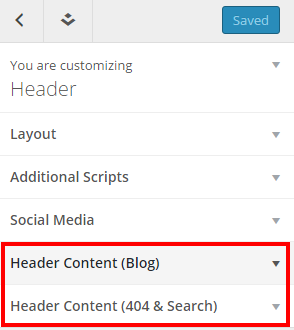 Saved
You are customizing
Header
Layout
Additional Scripts
Social Media
Header Content (Blog)
Header Content (404 & Search)